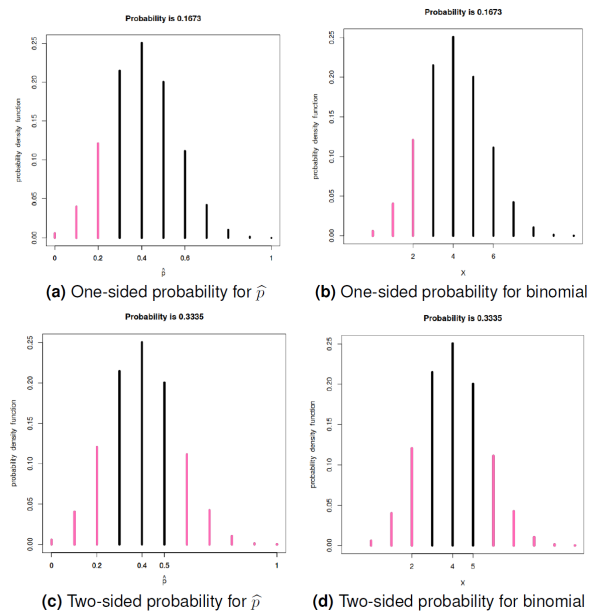 Probability is 0.1673
probability density function
0.00 0.05 0.10 0.15 0.20 0.25
0 0.2 0.4 0.6 1
p̂
(a) One-sided probability for p̂
Probability is 0.1673
probability density function
0.00 0.05 0.10 0.15 0.20 0.25
2 4 6
X
(b) One-sided probability for binomial
Probability is 0.3335
probability density function
0.00 0.05 0.10 0.15 0.20 0.25
0 0.2 0.4 0.5 1
p̂
(c) Two-sided probability for p̂
Probability is 0.3335
probability density function
0.00 0.05 0.10 0.15 0.20 0.25
2 4 5
X
(d) Two-sided probability for binomial